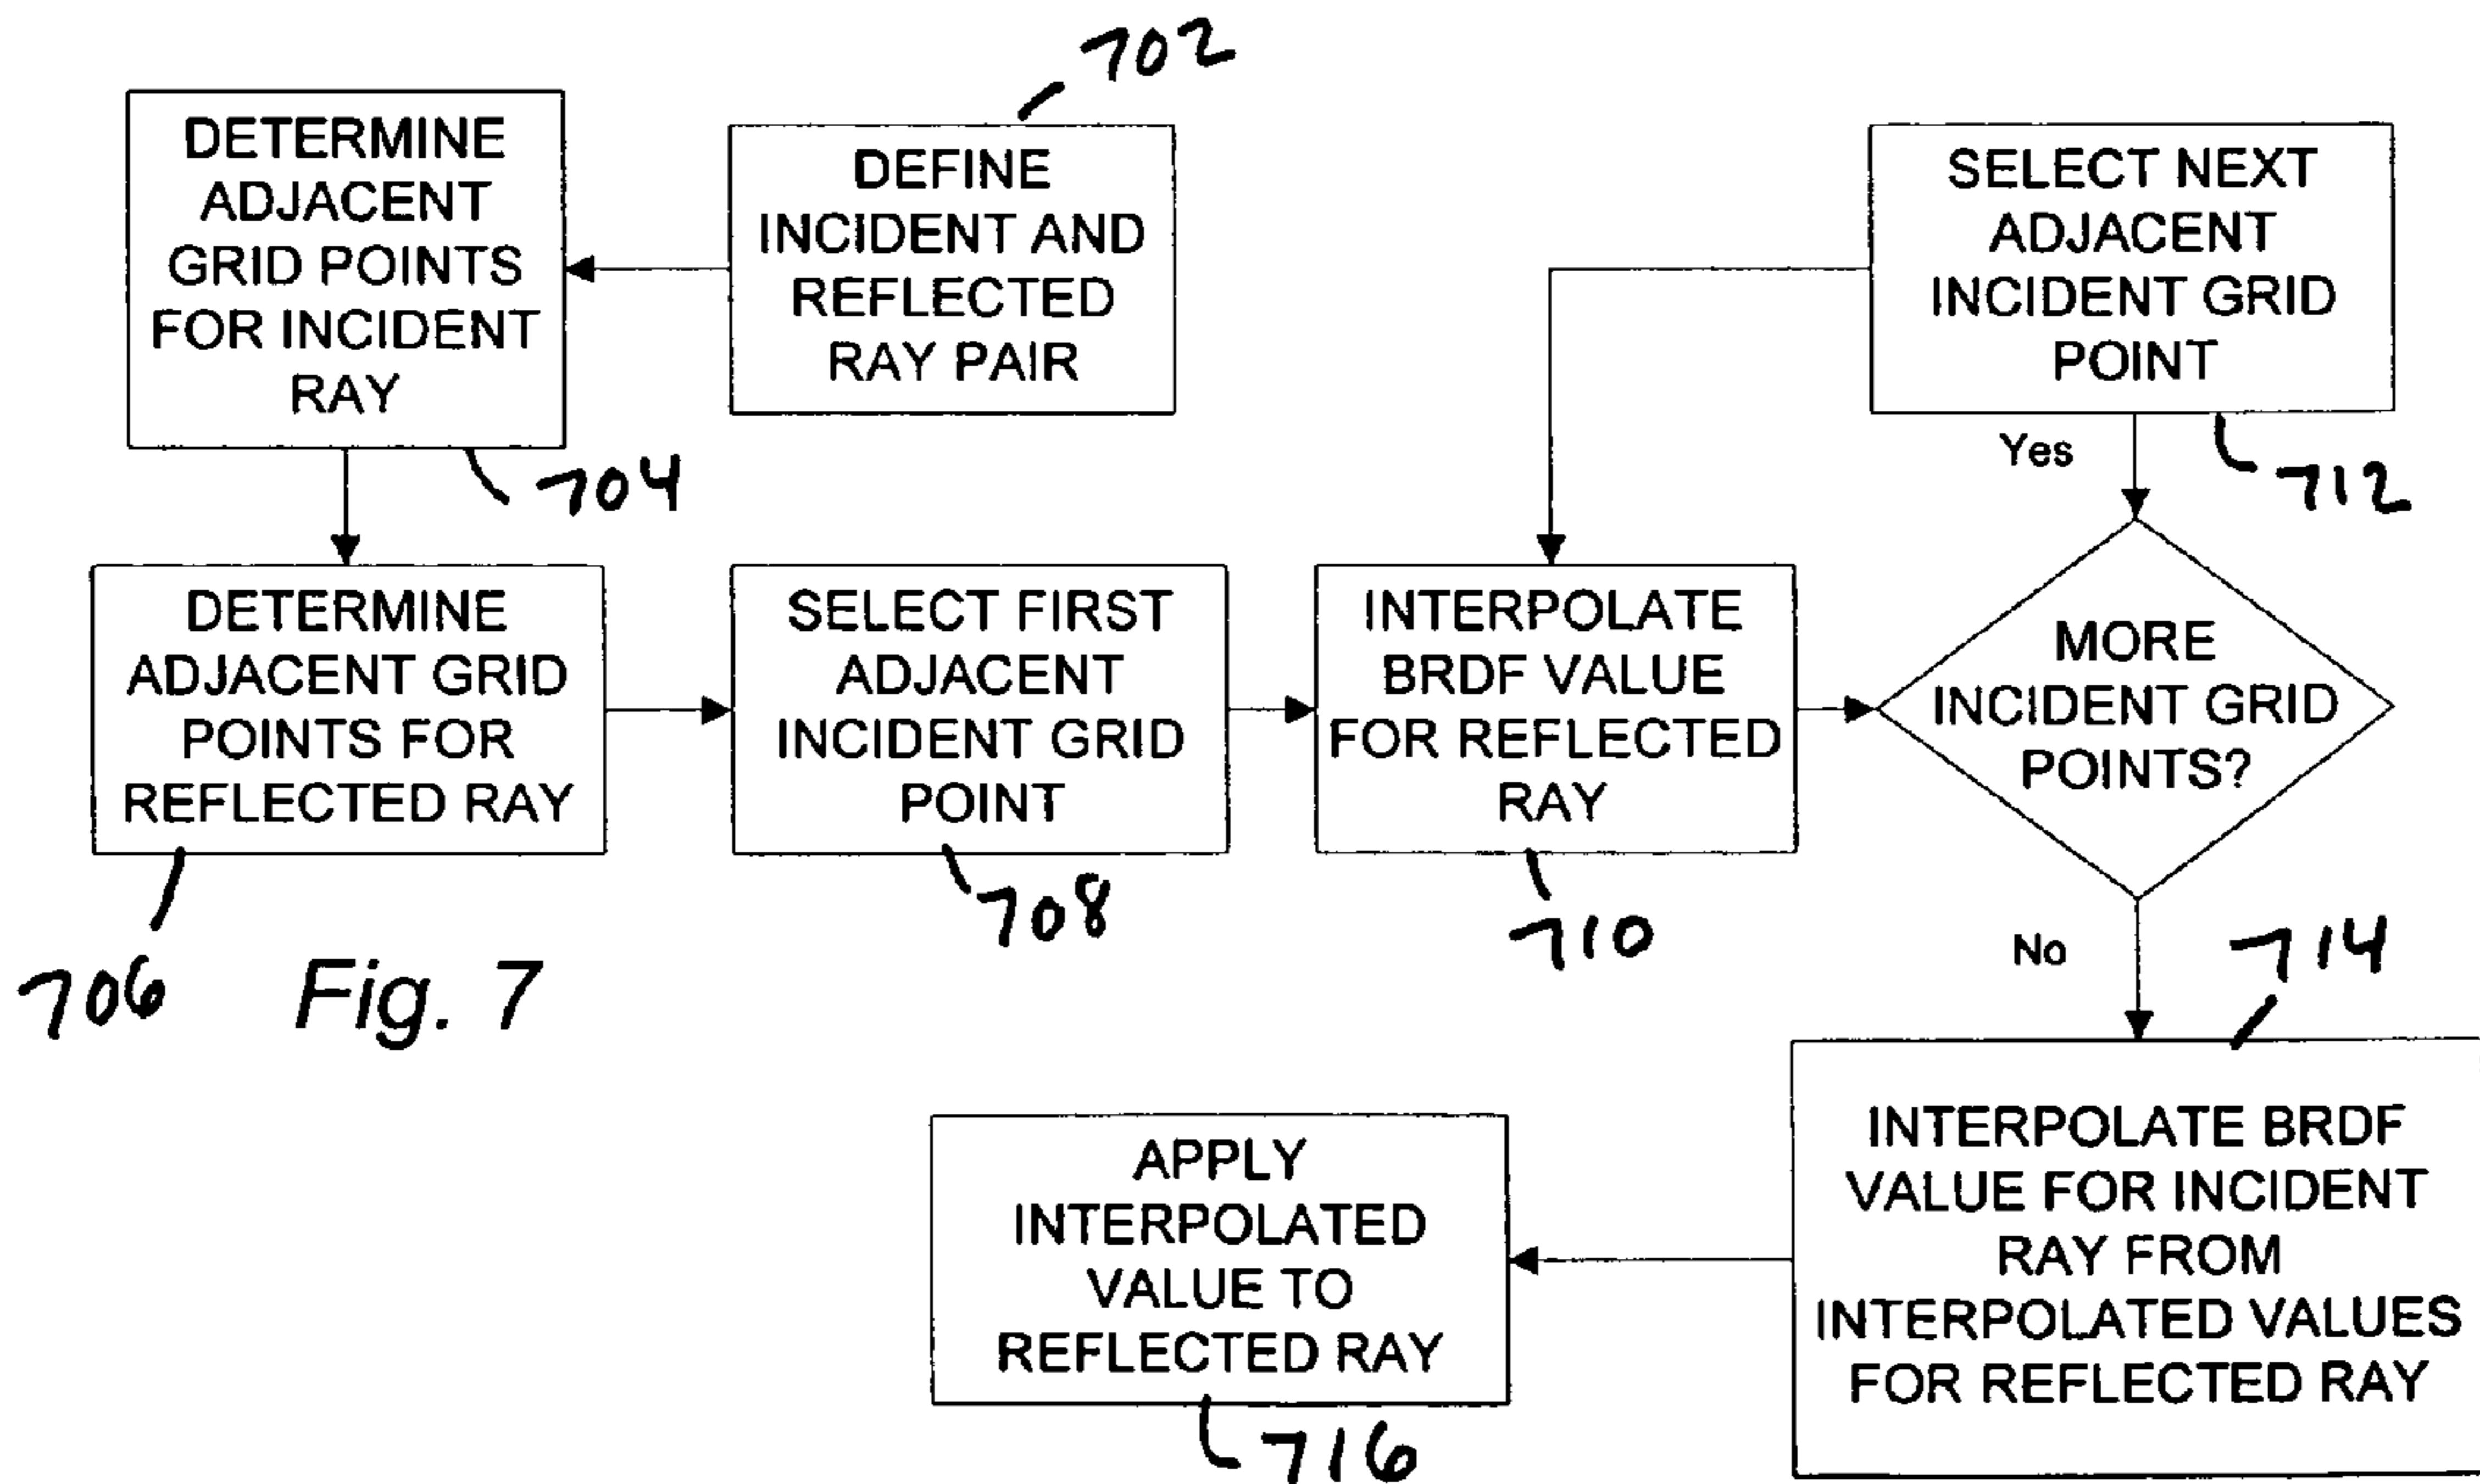 702
DETERMINE
ADJACENT
GRID POINTS
FOR INCIDENT
RAY
704
DEFINE
INCIDENT AND
REFLECTED
RAY PAIR
SELECT NEXT
ADJACENT
INCIDENT GRID
POINT
712
Yes
DETERMINE
ADJACENT GRID
POINTS FOR
REFLECTED RAY
706
SELECT FIRST
ADJACENT
INCIDENT GRID
POINT
708
INTERPOLATE
BRDF VALUE
FOR REFLECTED
RAY
710
MORE
INCIDENT GRID
POINTS?
No
714
Fig. 7
INTERPOLATE BRDF
VALUE FOR INCIDENT
RAY FROM
INTERPOLATED VALUES
FOR REFLECTED RAY
APPLY
INTERPOLATED
VALUE TO
REFLECTED RAY
716